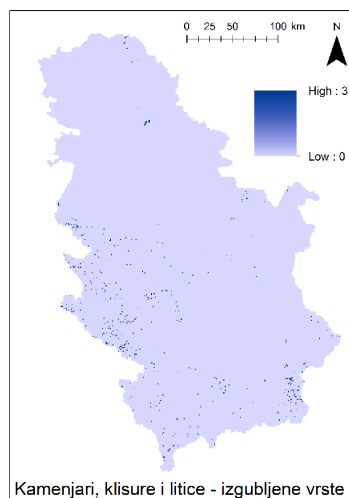 0 25 50 100 km
N
High : 3
Low : 0
Kamenjari, klisure i litice - izgubljene vrste